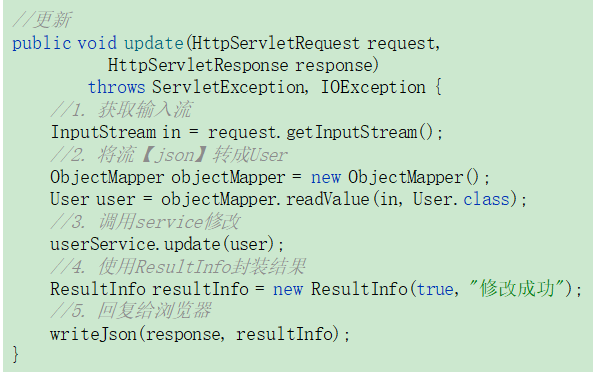 //更新
public void update(HttpServletRequest request,
HttpServletResponse response)
throws ServletException, IOException {
//1. 获取输入流
InputStream in = request.getInputStream();
//2. 将流【json】转成User
ObjectMapper objectMapper = new ObjectMapper();
User user = objectMapper.readValue(in, User.class);
//3. 调用service修改
userService.update(user);
//4. 使用ResultInfo封装结果
ResultInfo resultInfo = new ResultInfo(true, "修改成功");
//5. 回复给浏览器
writeJson(response, resultInfo);
}